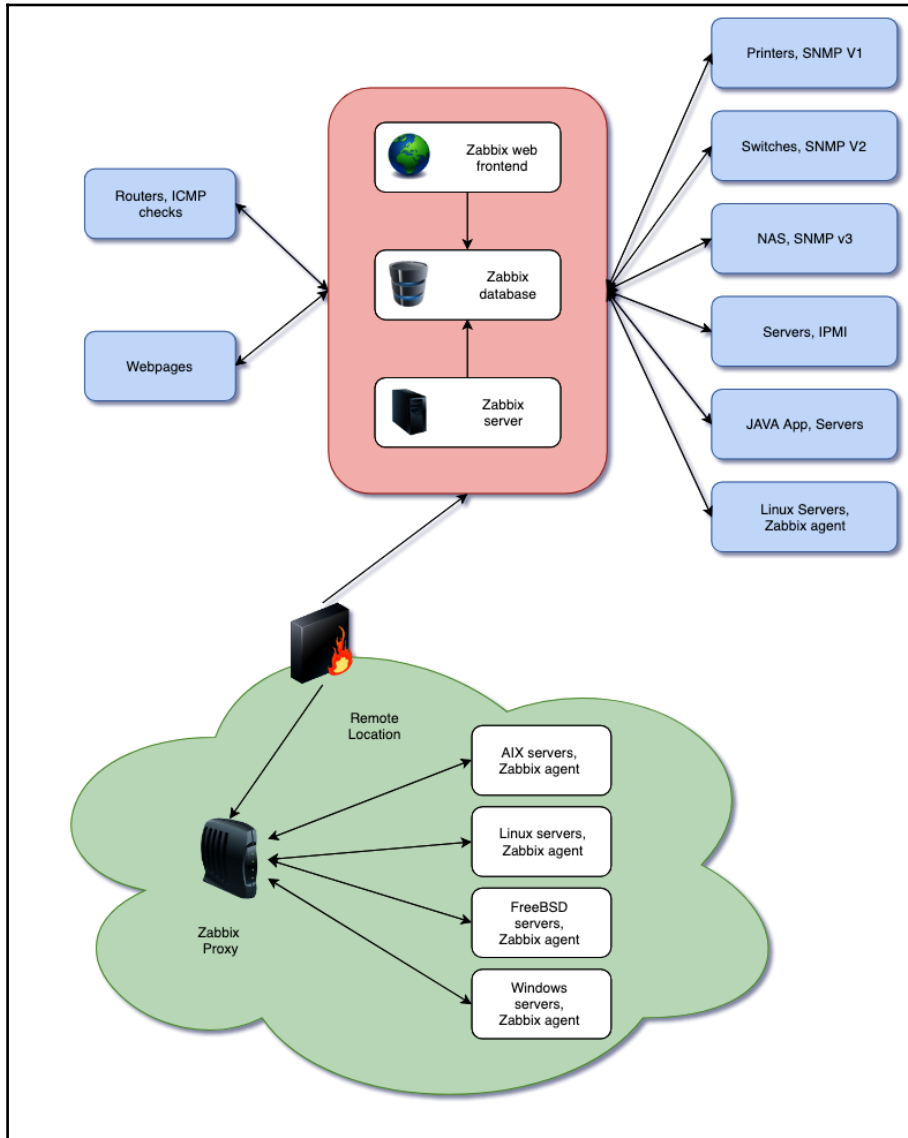 Printers, SNMP V1
Zabbix web
frontend
Switches, SNMP V2
Routers, ICMP
checks
NAS, SNMP v3
Zabbix
database
Servers, IPMI
Webpages
Zabbix
server
JAVA App, Servers
Linux Servers,
Zabbix agent
Remote
Location
AIX servers,
Zabbix agent
Linux servers,
Zabbix agent
FreeBSD
servers,
Zabbix agent
Zabbix
Proxy
Windows
servers,
Zabbix agent